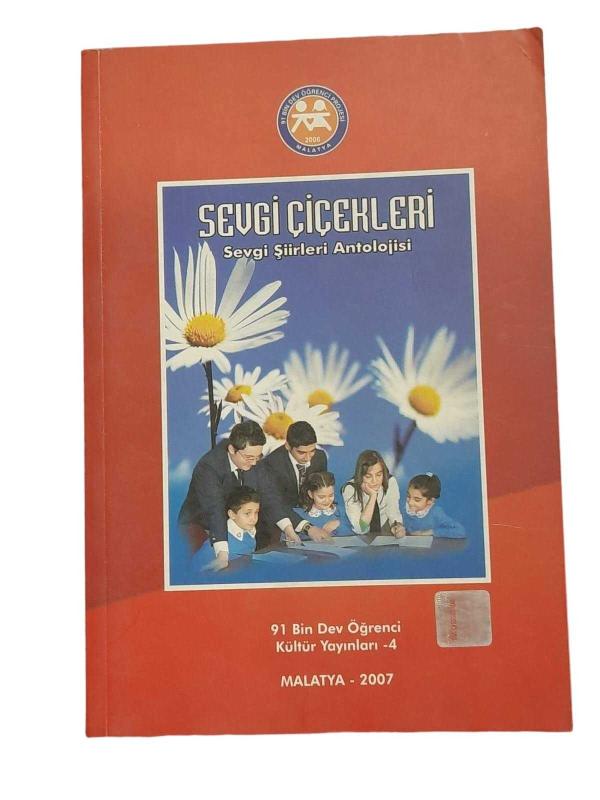 91 BİN DEV ÖĞRENCİ PROJESİ
2006
MALATYA
SEVGİ ÇİÇEKLERİ
Sevgi Şiirleri Antolojisi
91 Bin Dev Öğrenci
Kültür Yayınları -4
MALATYA - 2007